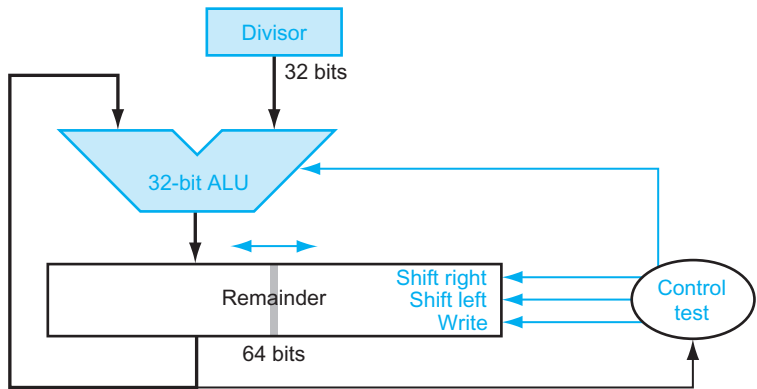 Divisor
32 bits
32-bit ALU
Shift right
Remainder
Shift left
Write
Control
test
64 bits